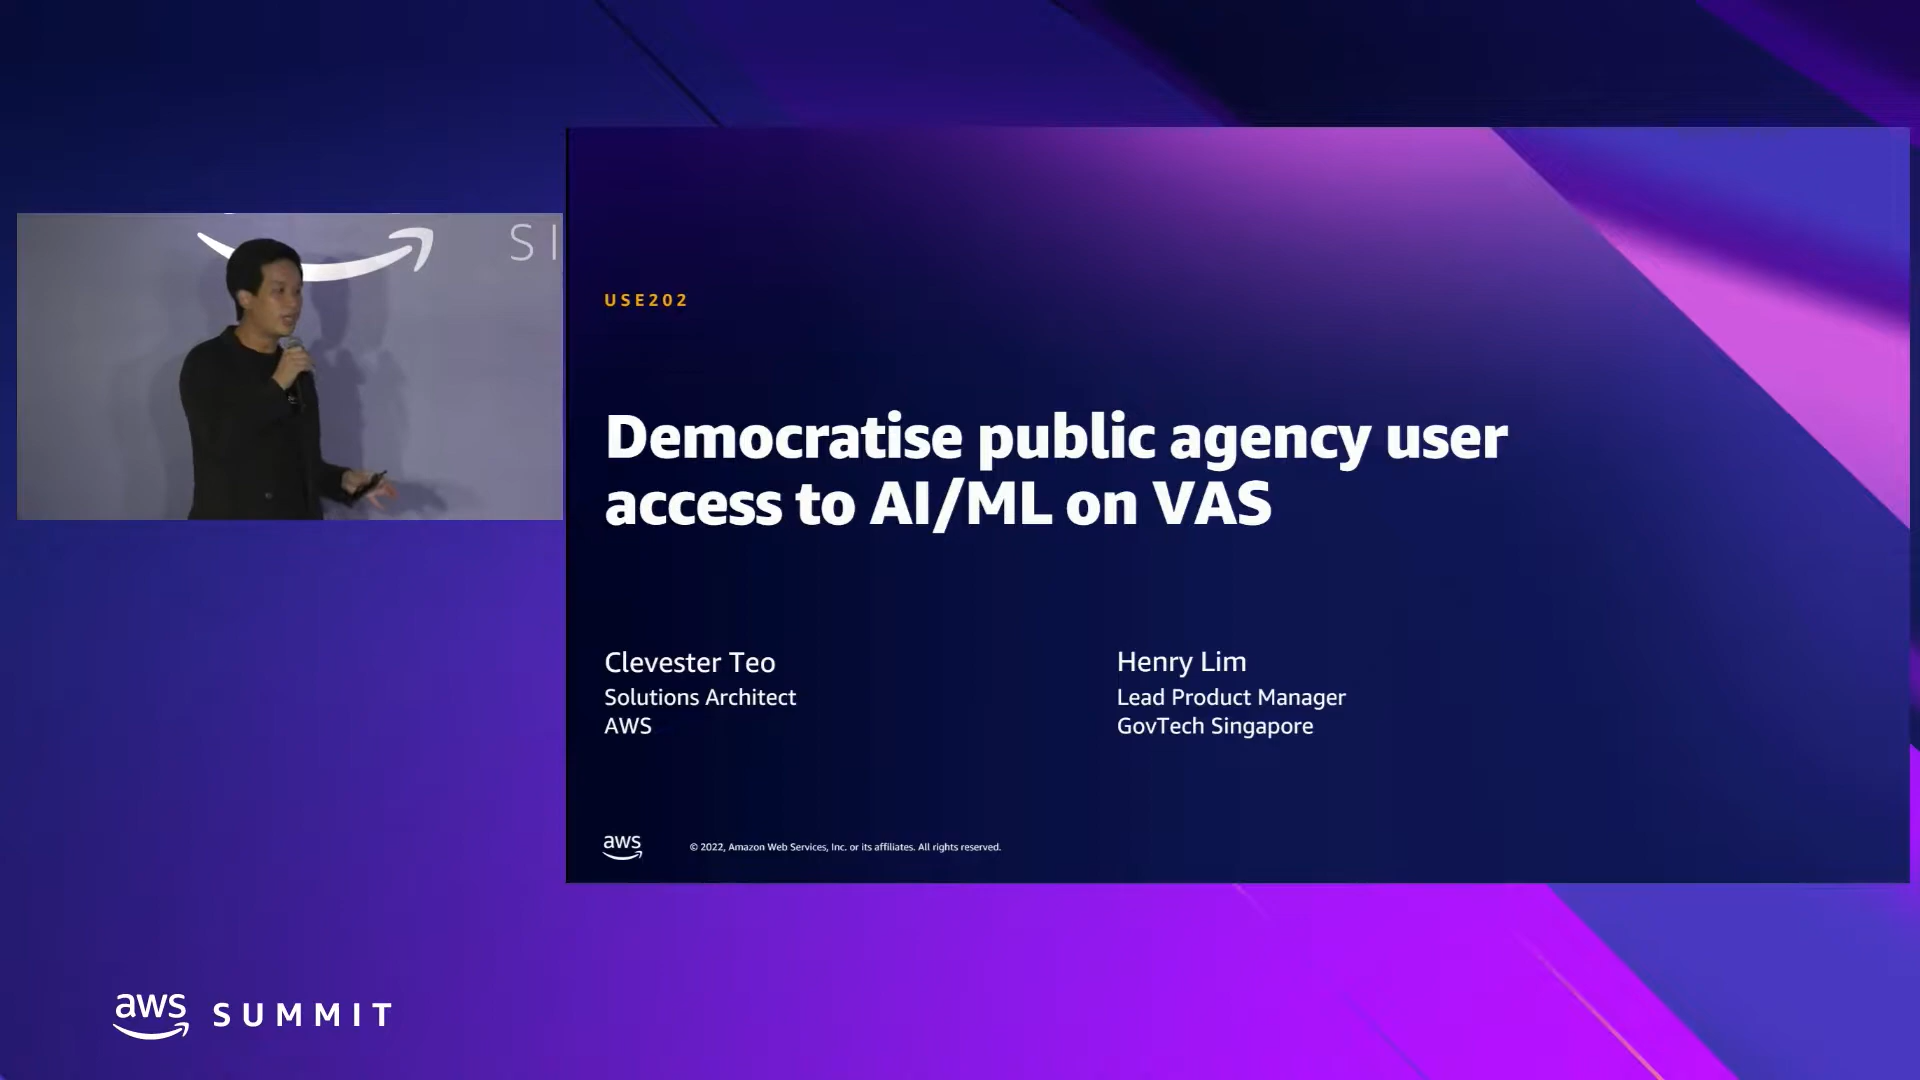 SI
USE202
Democratise public agency user
access to AI/ML on VAS
Clevester Teo
Solutions Architect
AWS
Henry Lim
Lead Product Manager
GovTech Singapore
aws
© 2022, Amazon Web Services, Inc. or its affiliates. All rights reserved.
aws SUMMIT